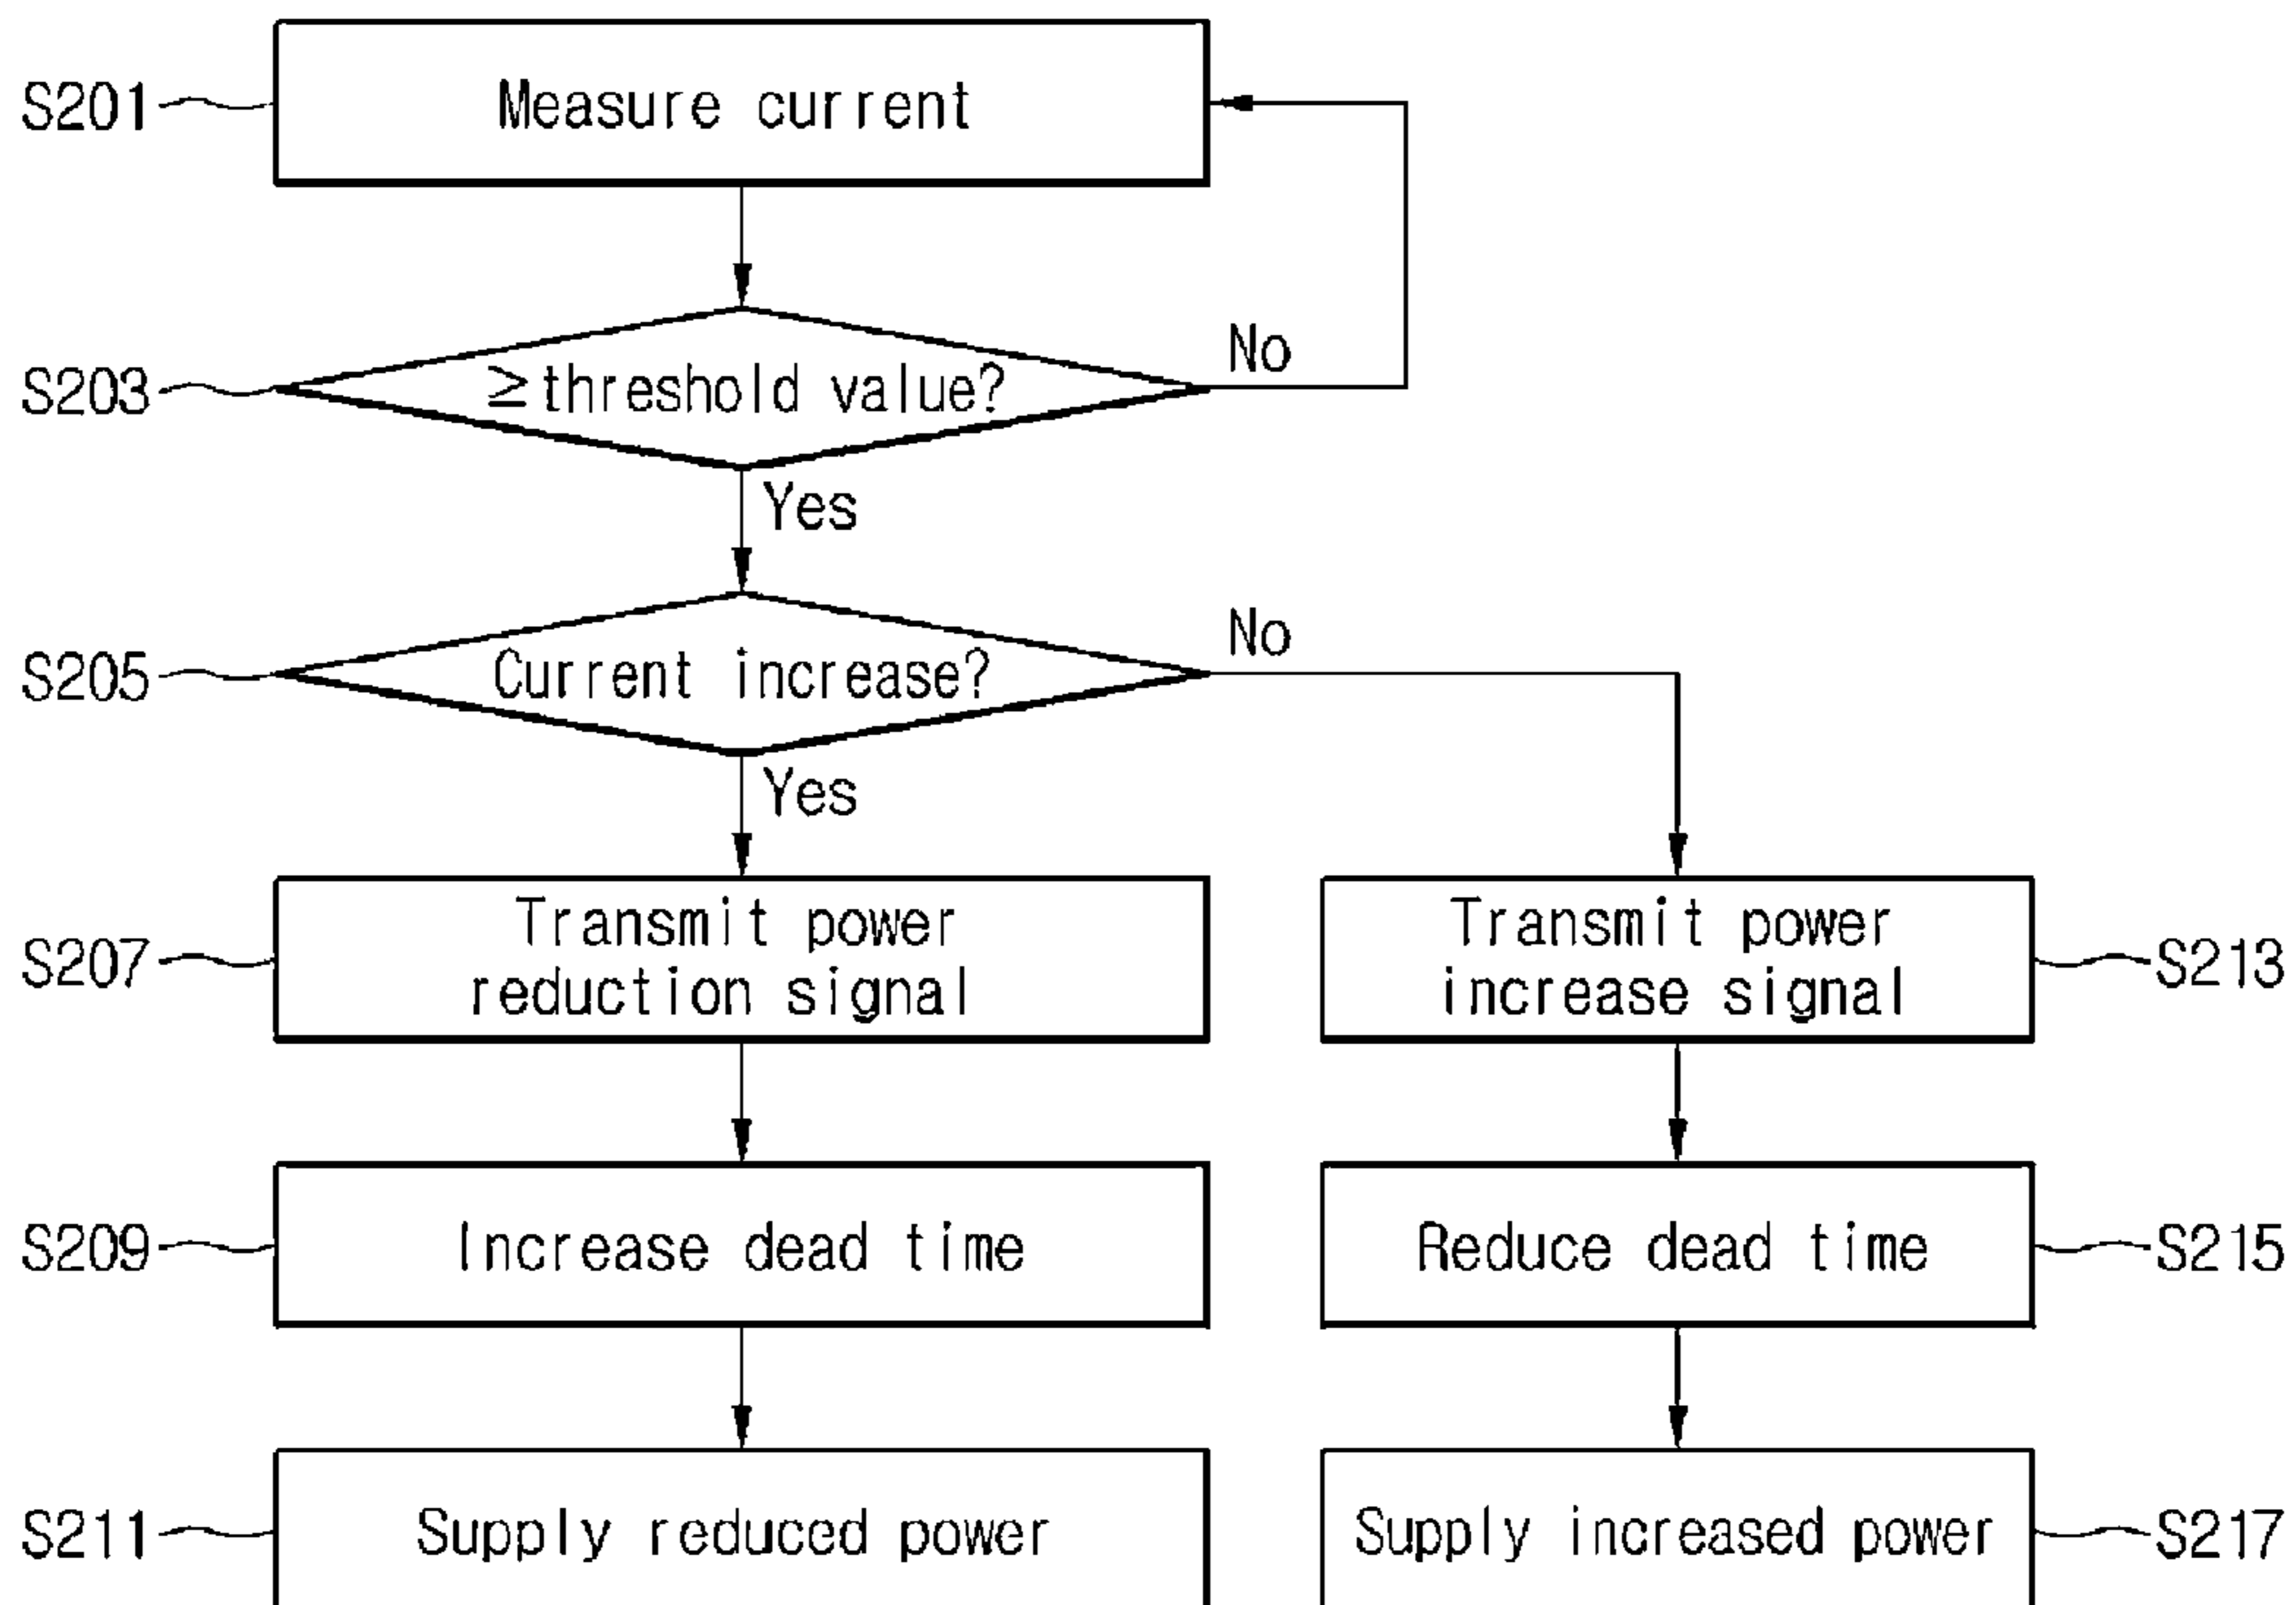 S201
Measure current
S203
≥threshold value?
No
Yes
S205
Current increase?
No
Yes
S207
Transmit power
reduction signal
Transmit power
increase signal
S213
S209
Increase dead time
Reduce dead time
S215
S211
Supply reduced power
Supply increased power
S217